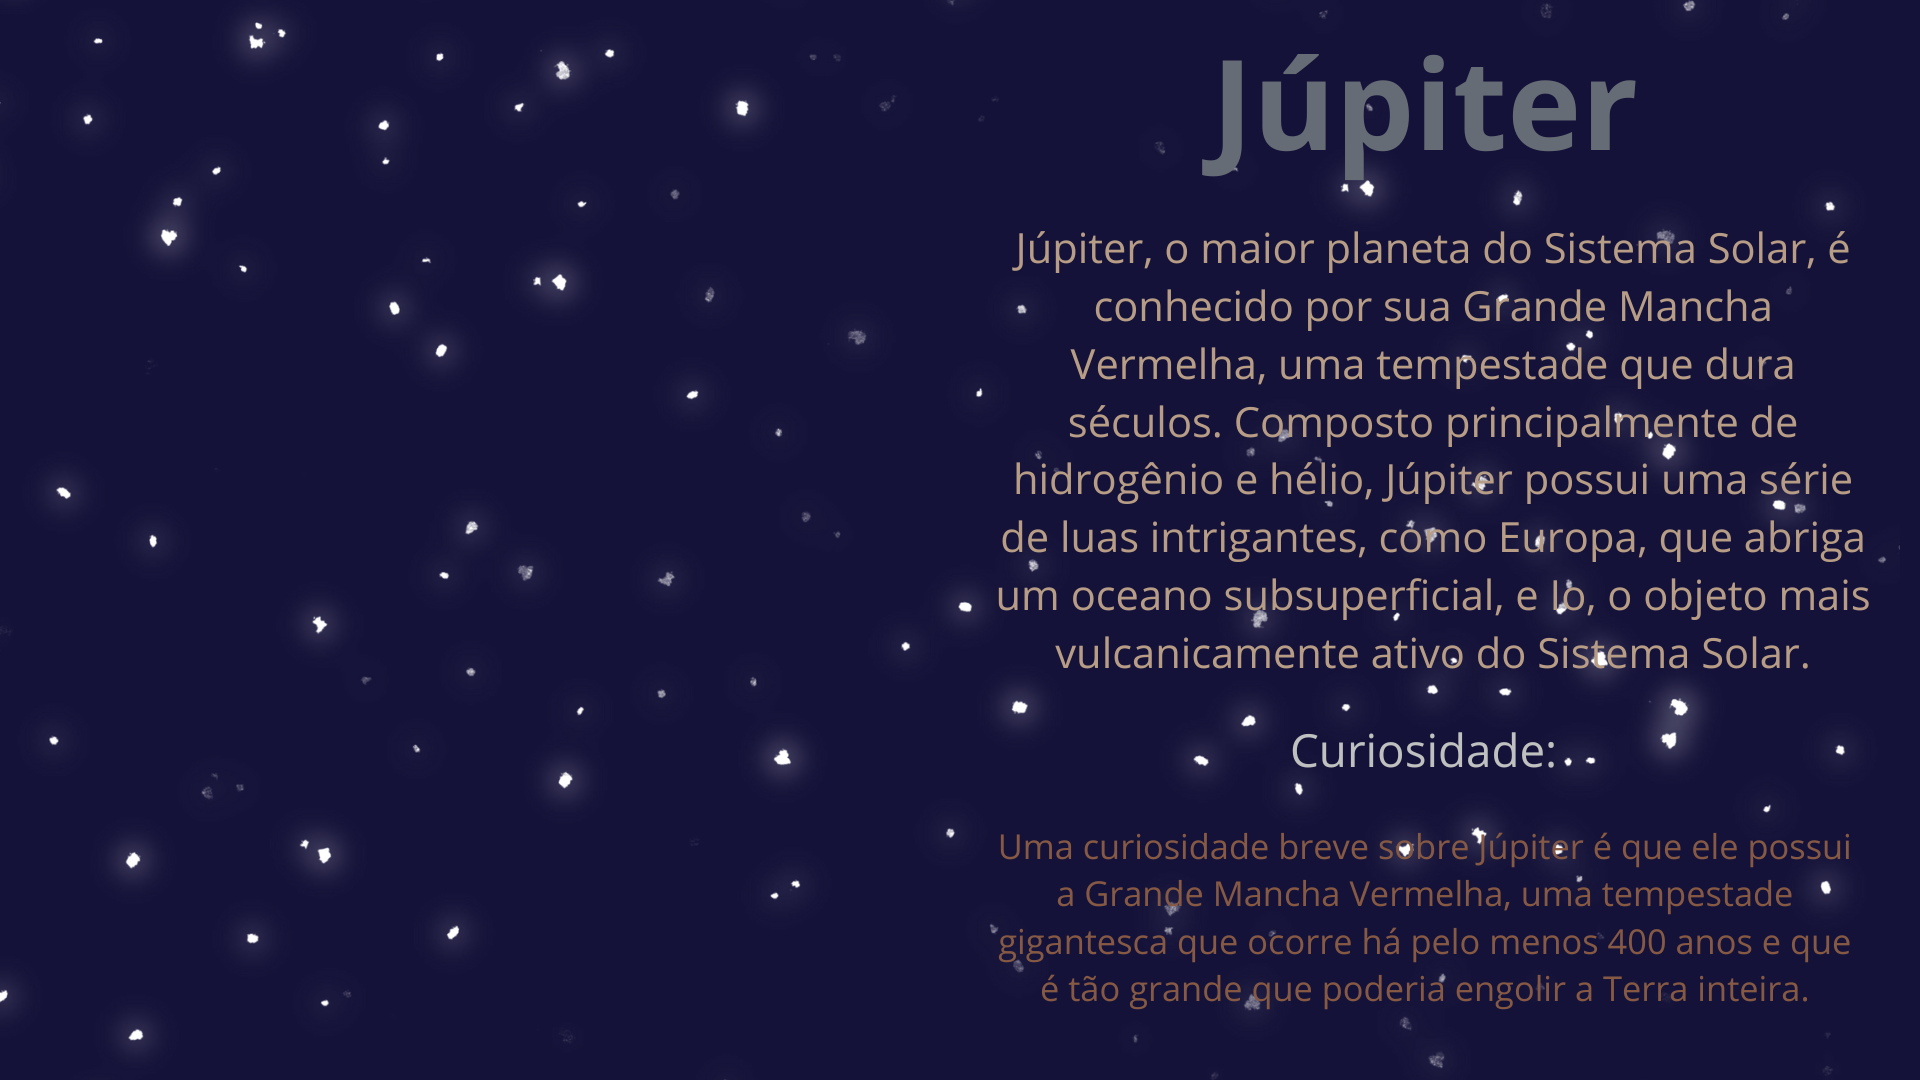 Júpiter
Júpiter, o maior planeta do Sistema Solar, é
conhecido por sua Grande Mancha
Vermelha, uma tempestade que dura
séculos. Composto principalmente de
hidrogênio e hélio, Júpiter possui uma série
de luas intrigantes, como Europa, que abriga
um oceano subsuperficial, e Io, o objeto mais
vulcanicamente ativo do Sistema Solar.
Curiosidade:
Uma curiosidade breve sobre Júpiter é que ele possui
a Grande Mancha Vermelha, uma tempestade
gigantesca que ocorre há pelo menos 400 anos e que
é tão grande que poderia engolir a Terra inteira.